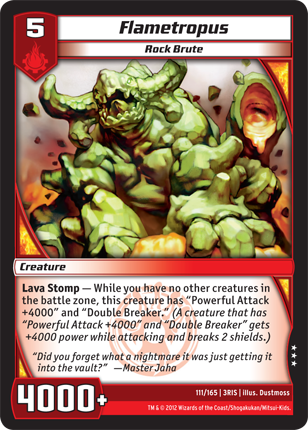 5
Flametropus
Rock Brute
Creature
Lava Stomp — While you have no other creatures in
the battle zone, this creature has “Powerful Attack
+4000” and “Double Breaker.” (A creature that has
“Powerful Attack +4000” and “Double Breaker” gets
+4000 power while attacking and breaks 2 shields.)
“Did you forget what a nightmare it was just getting it
into the vault?” —Master Jaha
111/165 | 3RIS | Illus. Dustmoss
4000+
TM & © 2012 Wizards of the Coast/Shogakukan/Mitsui-Kids.